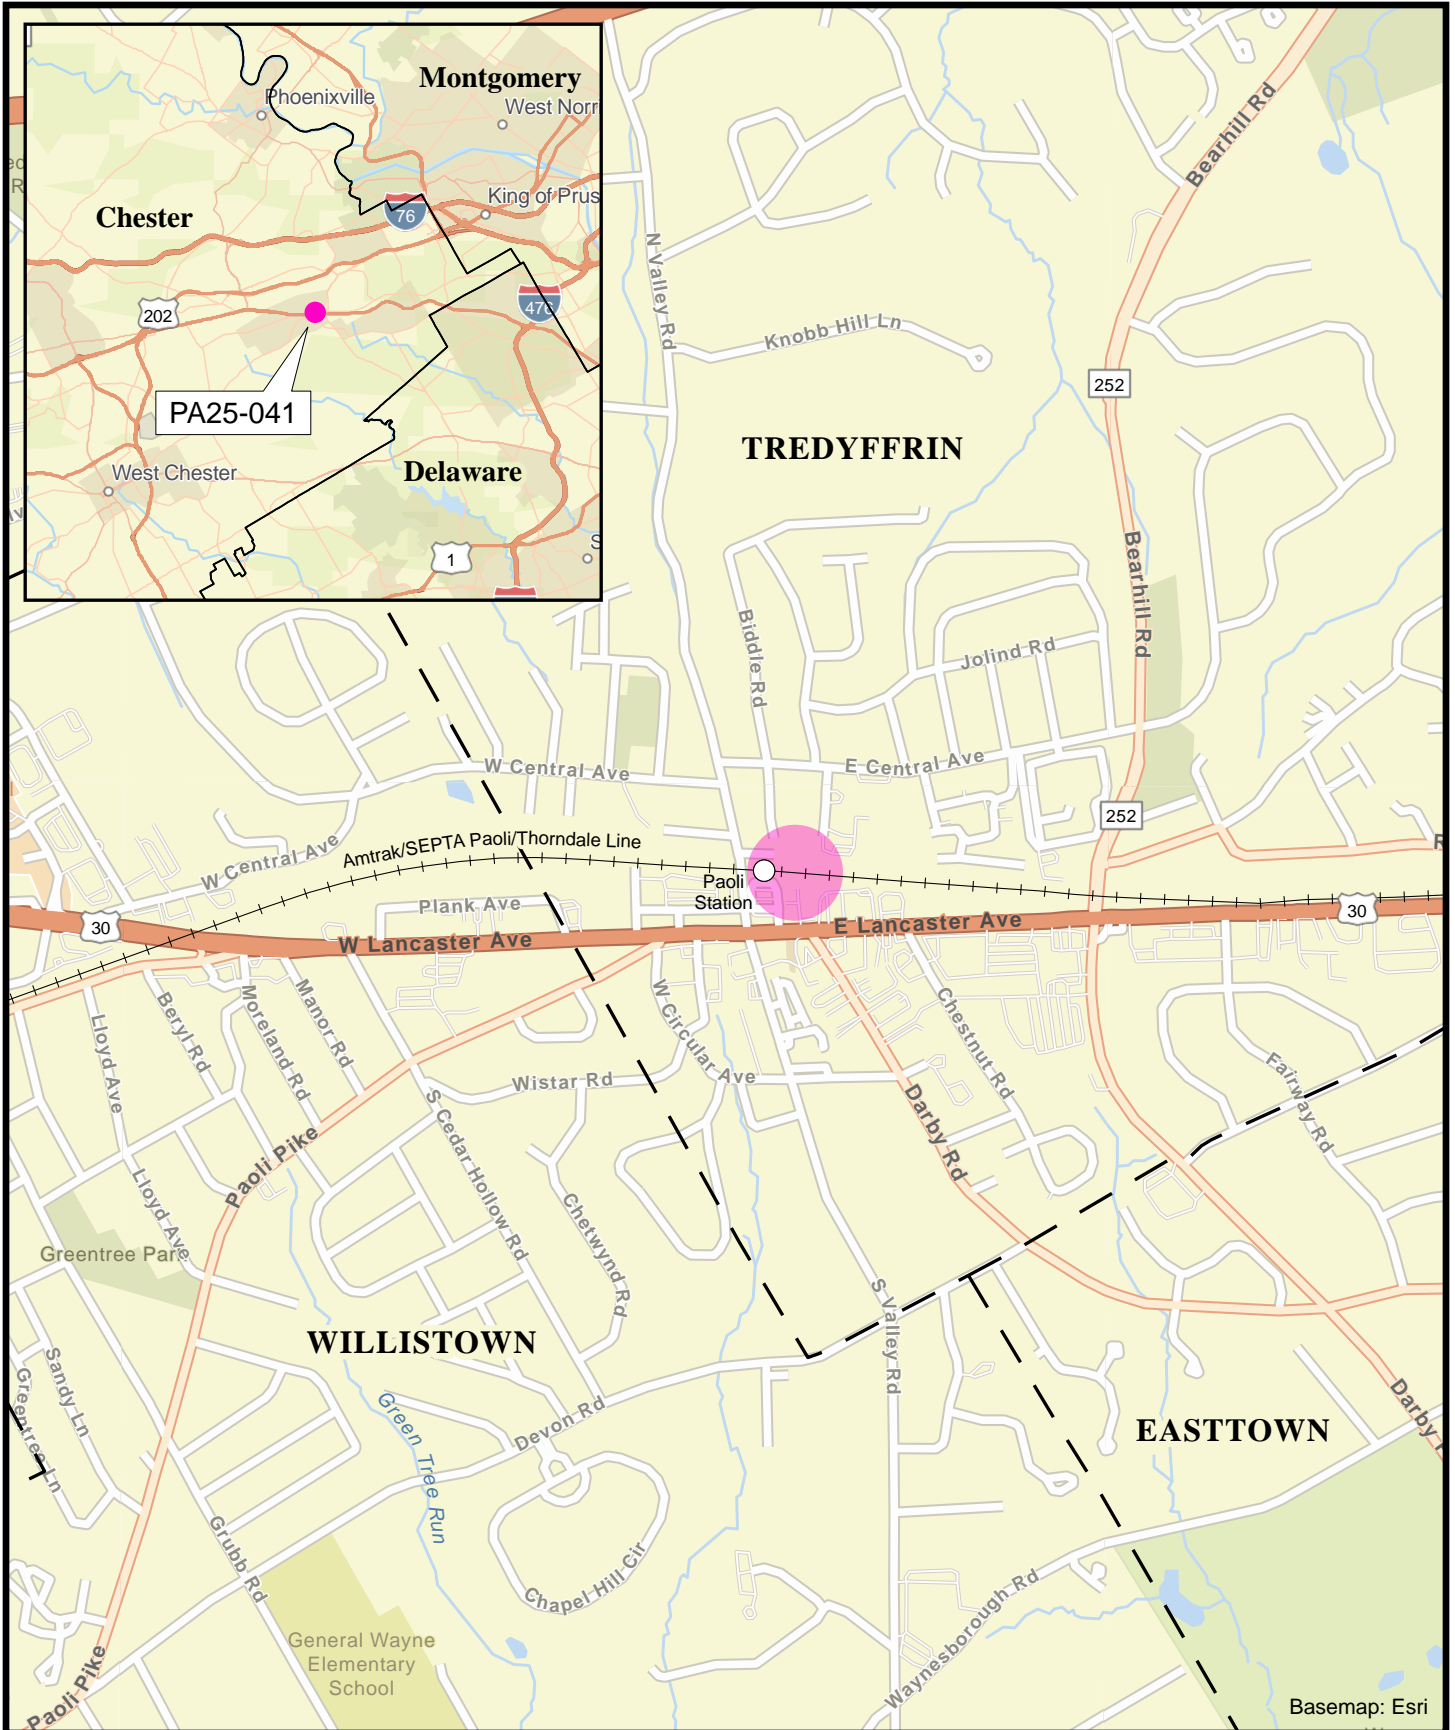 Montgomery
Phoenixville
West Norr
King of Prus
76
Chester
202
476
PA25-041
West Chester
Delaware
1
S
Bearhill Rd
N Valley Rd
Knobb Hill Ln
252
TREDYFFRIN
Bearhill Rd
Biddle Rd
Jolind Rd
W Central Ave
E Central Ave
252
Amtrak/SEPTA Paoli/Thorndale Line
W Central Ave
R
Paoli
Station
Plank Ave
30
30
W Lancaster Ave
E Lancaster Ave
Lloyd Ave
Beryl Rd
Moreland Rd
Manor Rd
W Circular Ave
Chestnut Rd
Wistar Rd
Fairway Rd
S Cedar Hollow Rd
Darby Rd
Paoli Pike
Lloyd Ave
Chetwynd Rd
Greentree Park
S Valley Rd
WILLISTOWN
Sandy Ln
Greentree Ln
Green Tree Run
Devon Rd
EASTTOWN
Darby R
Grubb Rd
Chapel Hill Cir
Waynesborough Rd
General Wayne
Elementary
School
Paoli Pike
Basemap: Esri